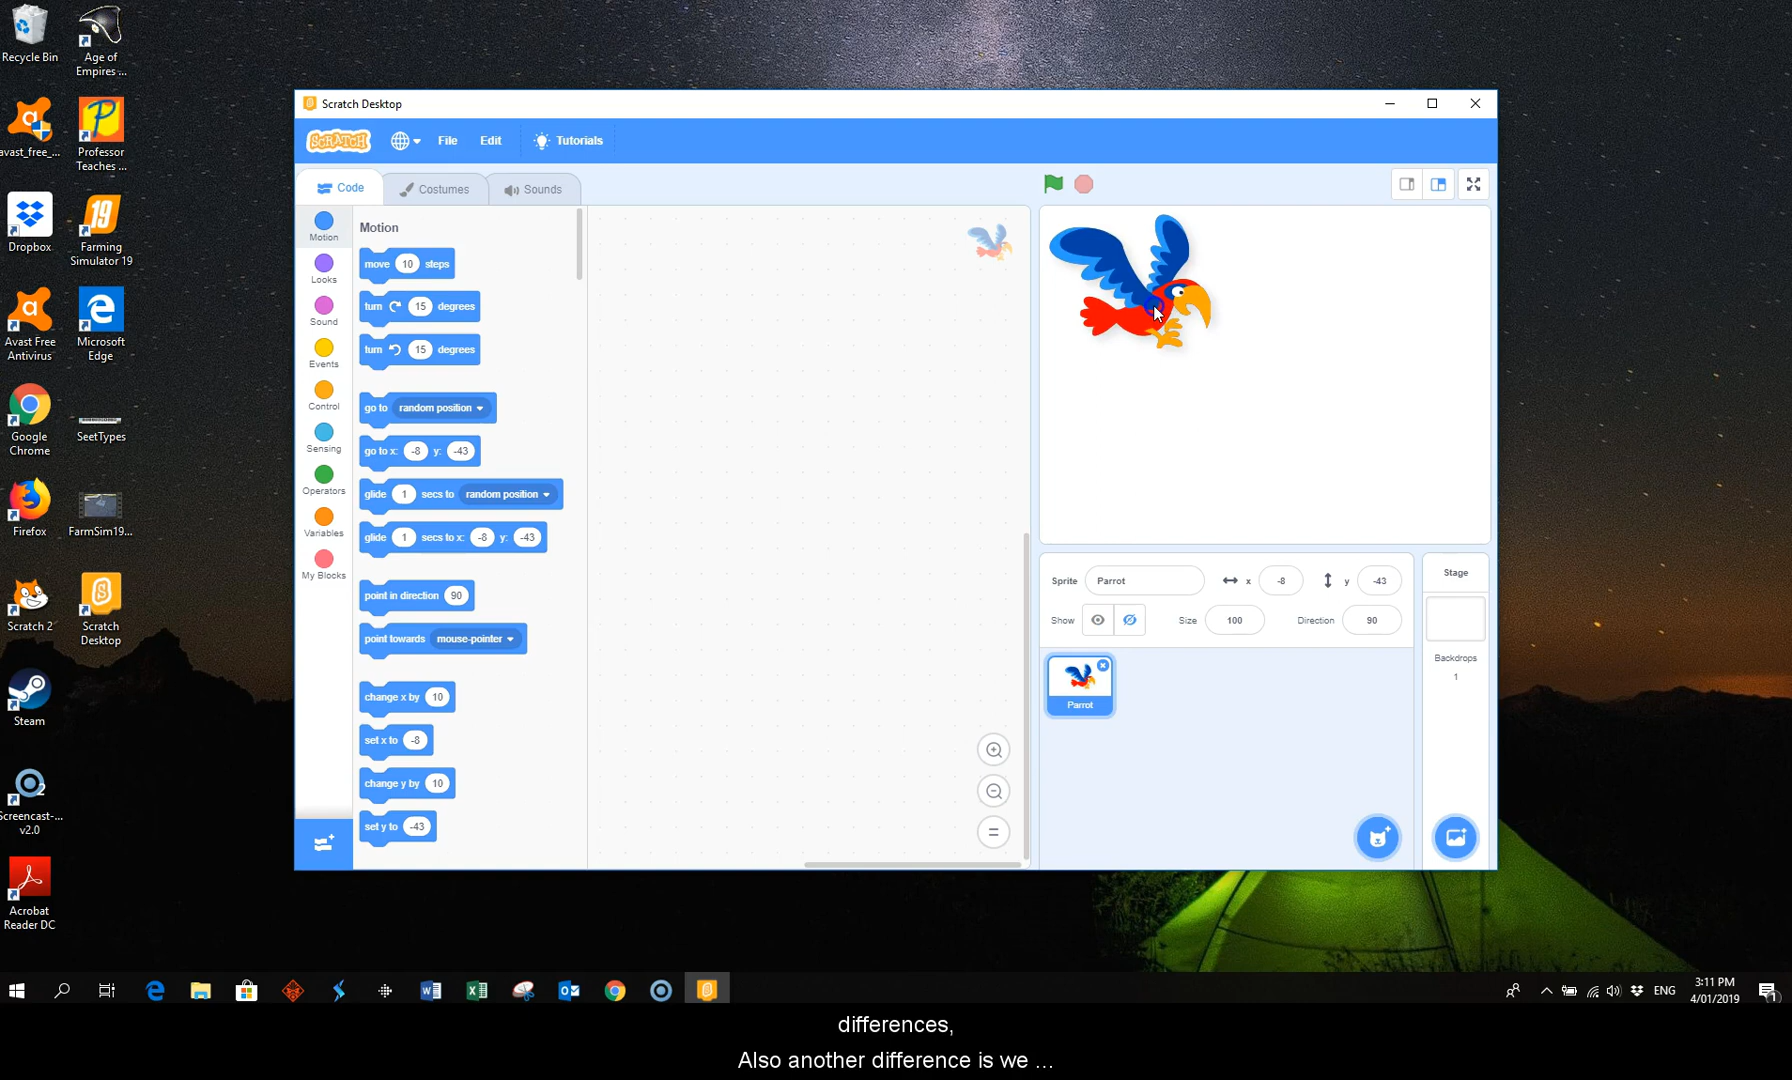 Recycle Bin
Age of
Empires ...
avast_free_...
Professor
Teaches ...
Dropbox
Farming
Simulator 19
19
Avast Free
Antivirus
Microsoft
Edge
Google
Chrome
SeetTypes
Firefox
FarmSim19...
Scratch 2
Scratch
Desktop
Steam
Screencast-...
v2.0
Acrobat
Reader DC
Scratch Desktop
SCRATCH
File
Edit
Tutorials
Code
Costumes
Sounds
Motion
Looks
Sound
Events
Control
Sensing
Operators
Variables
My Blocks
Motion
move 10 steps
turn 15 degrees
turn 15 degrees
go to random position
go to x: -8 y: -43
glide 1 secs to random position
glide 1 secs to x: -8 y: -43
point in direction 90
point towards mouse-pointer
change x by 10
set x to -8
change y by 10
set y to -43
Sprite Parrot x -8 y -43
Show Size 100 Direction 90
Parrot
Stage
Backdrops
1
ENG
3:11 PM
4/01/2019
1
differences,
Also another difference is we ...